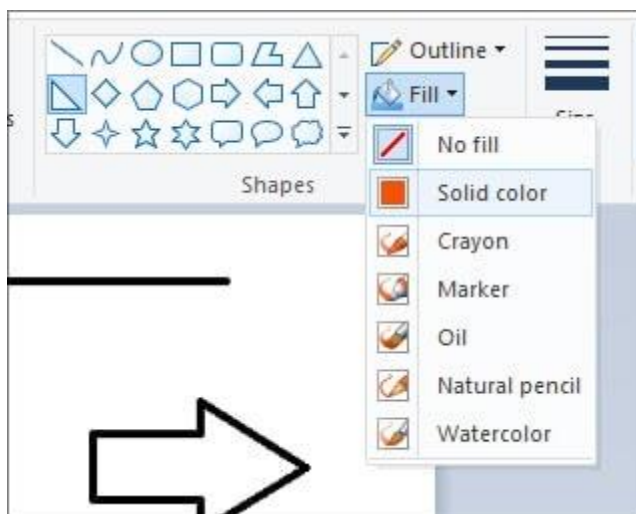 Outline
Fill
Shapes
No fill
Solid color
Crayon
Marker
Oil
Natural pencil
Watercolor